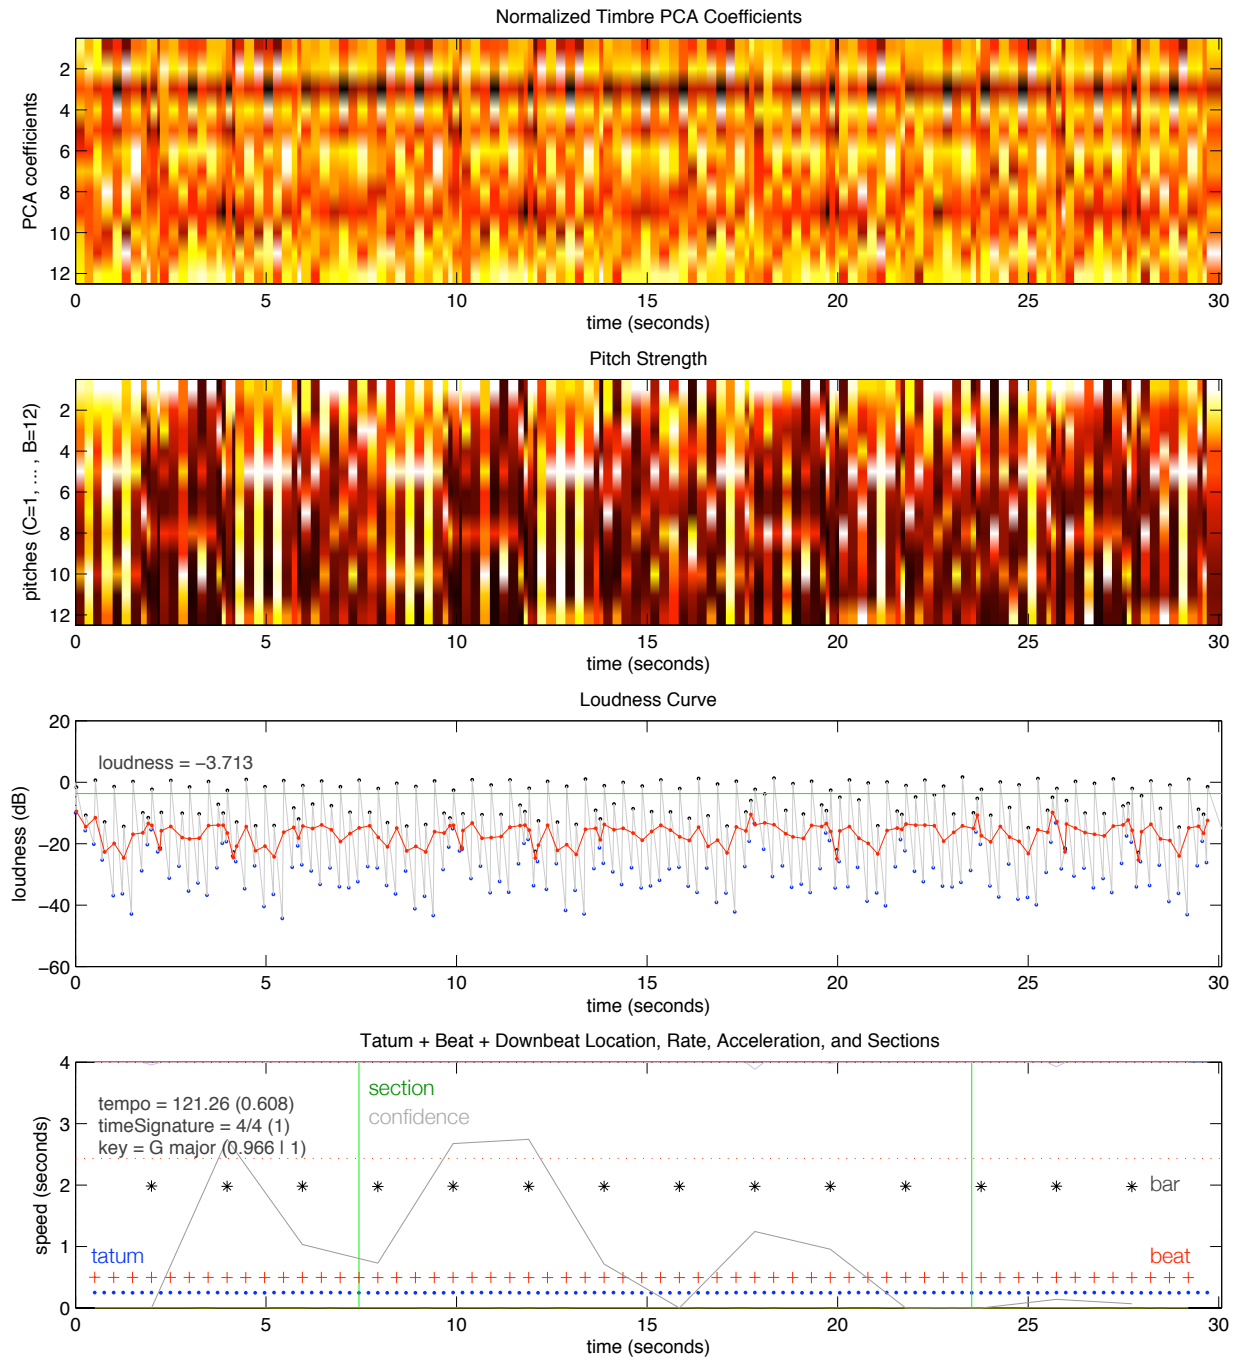 Normalized Timbre PCA Coefficients
PCA coefficients
2
4
6
8
10
12
0 5 10 15 20 25 30
time (seconds)
Pitch Strength
pitches (C=1, ... , B=12)
2
4
6
8
10
12
0 5 10 15 20 25 30
time (seconds)
Loudness Curve
loudness (dB)
20
0
−20
−40
−60
loudness = −3.713
0 5 10 15 20 25 30
time (seconds)
Tatum + Beat + Downbeat Location, Rate, Acceleration, and Sections
speed (seconds)
4
3
2
1
0
section
confidence
tempo = 121.26 (0.608)
timeSignature = 4/4 (1)
key = G major (0.966 | 1)
bar
tatum
beat
0 5 10 15 20 25 30
time (seconds)